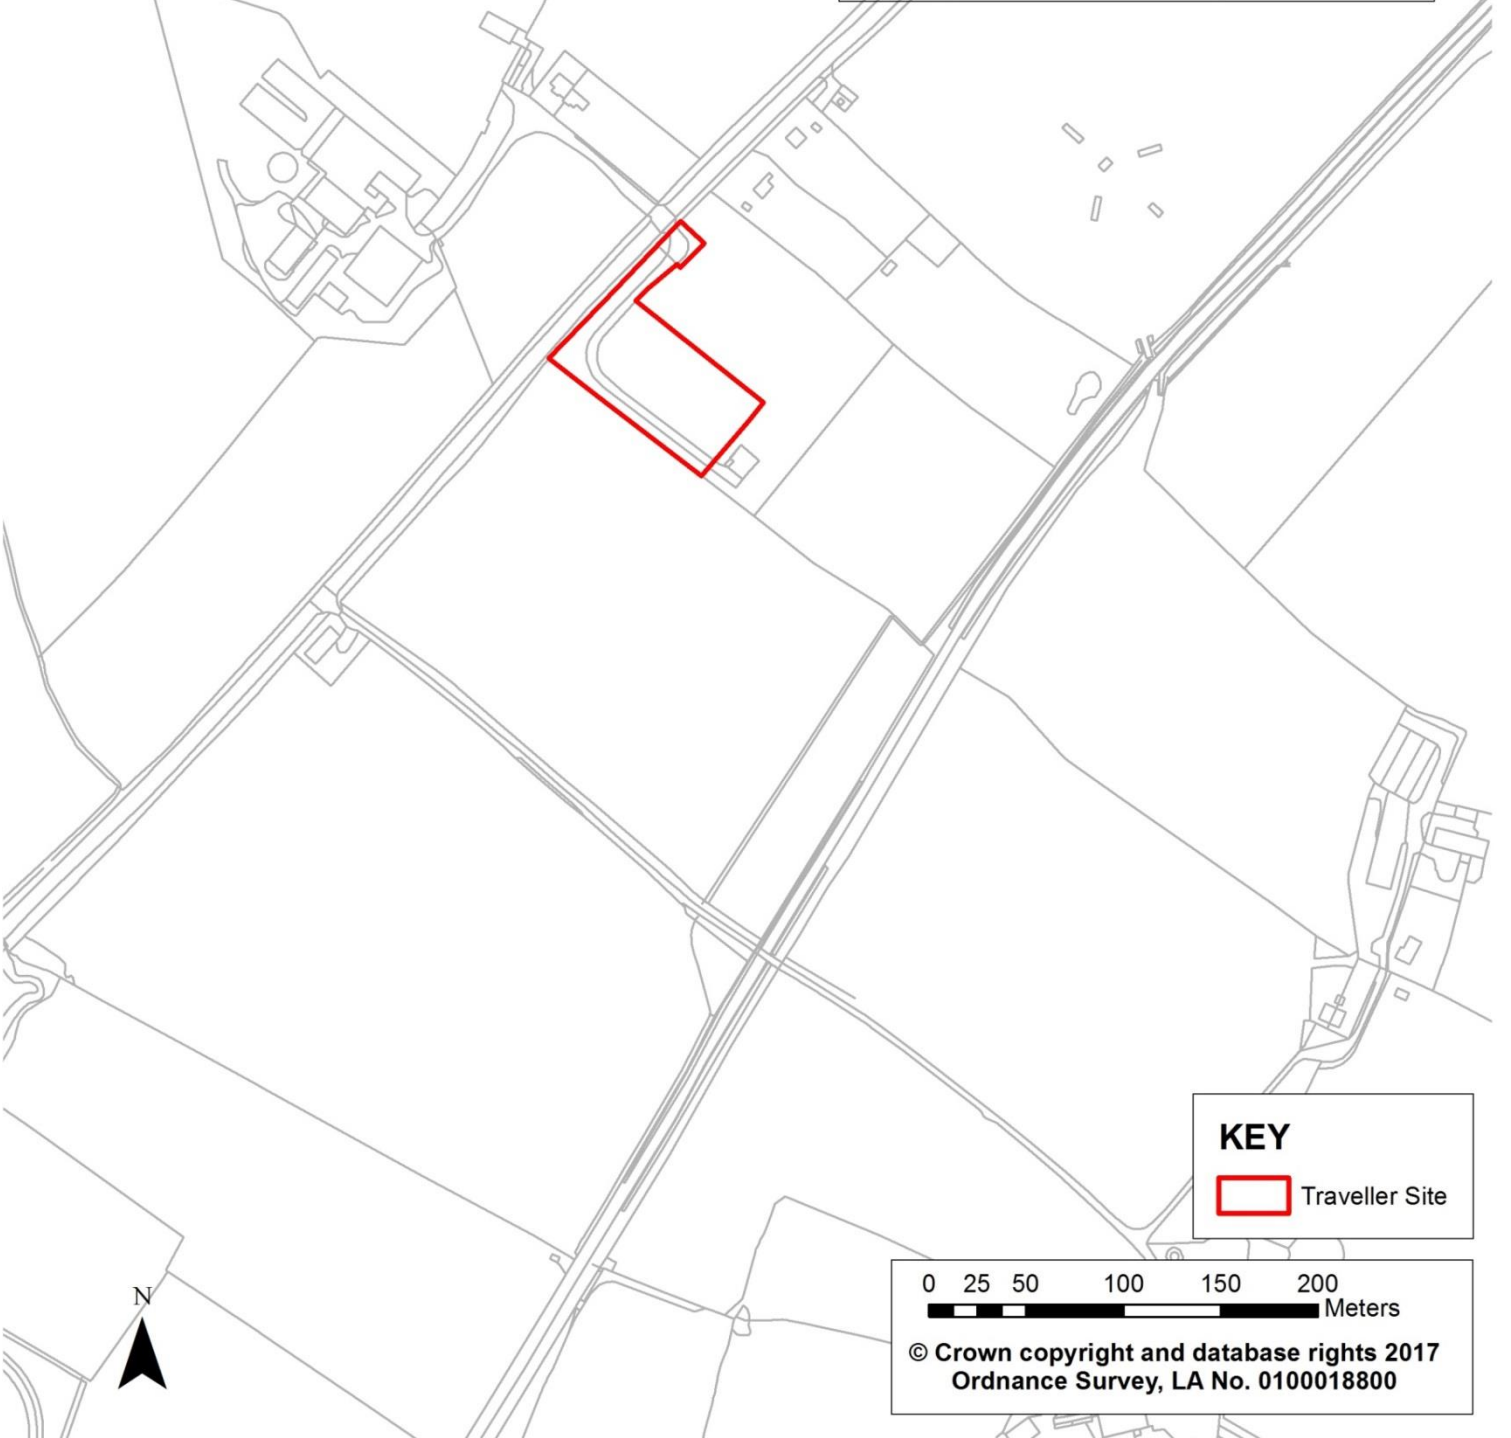 KEY
Traveller Site
0 25 50 100 150 200
Meters
© Crown copyright and database rights 2017
Ordnance Survey, LA No. 0100018800
N